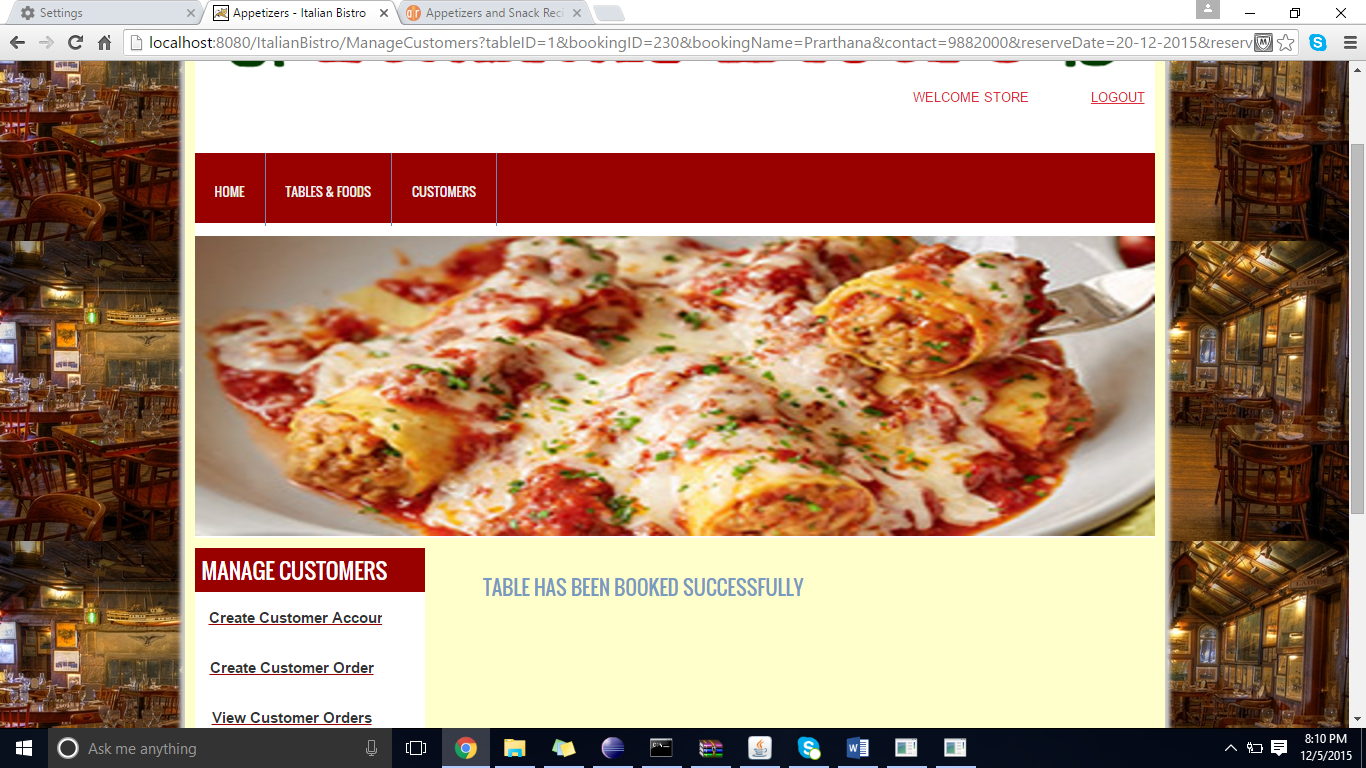 Settings
Appetizers - Italian Bistro
Appetizers and Snack Reci
localhost:8080/ItalianBistro/ManageCustomers?tableID=1&bookingID=230&bookingName=Prarthana&contact=9882000&reserveDate=20-12-2015&reserv
WELCOME STORE LOGOUT
HOME TABLES & FOODS CUSTOMERS
MANAGE CUSTOMERS
TABLE HAS BEEN BOOKED SUCCESSFULLY
Create Customer Accour
Create Customer Order
View Customer Orders
Ask me anything
8:10 PM
12/5/2015